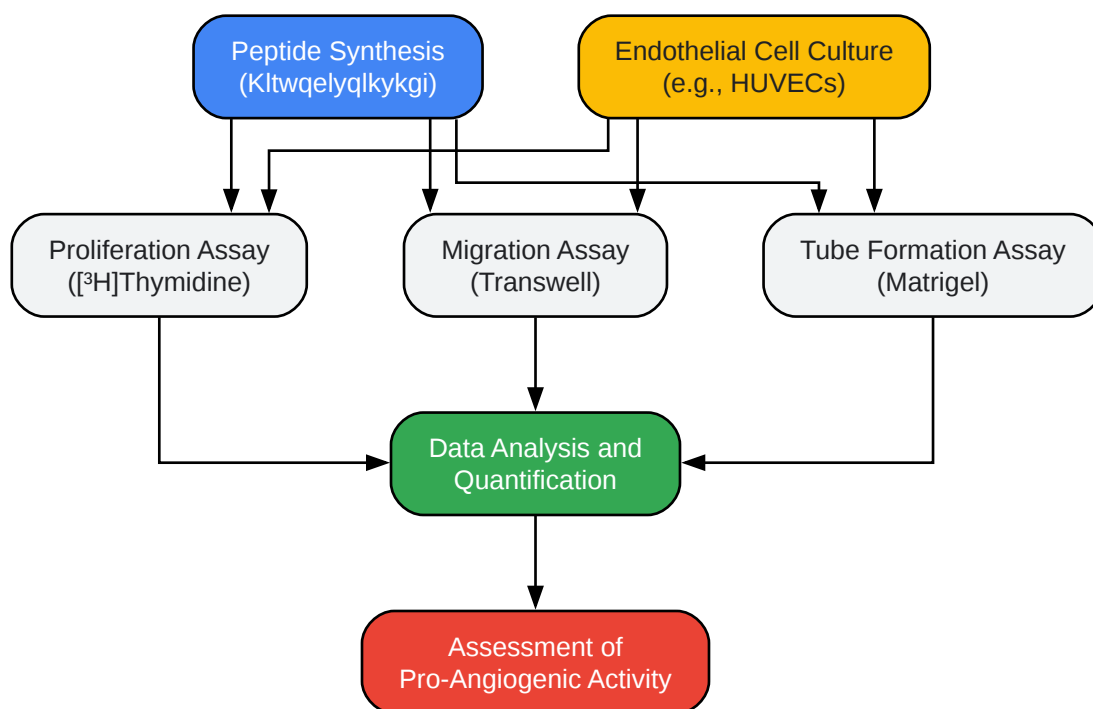 Peptide Synthesis
(Kltwqelyqlkykgi)
Endothelial Cell Culture
(e.g., HUVECs)
Proliferation Assay
([³H]Thymidine)
Migration Assay
(Transwell)
Tube Formation Assay
(Matrigel)
Data Analysis and
Quantification
Assessment of
Pro-Angiogenic Activity